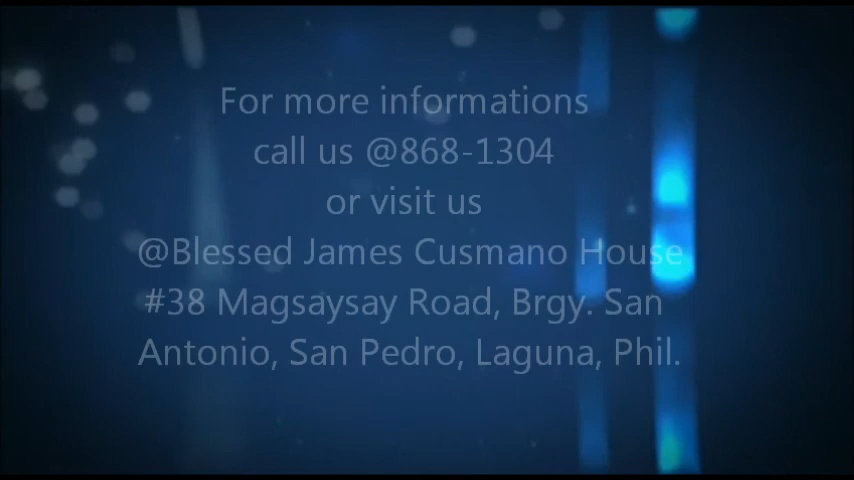 For more informations
call us @868-1304
or visit us
@Blessed James Cusmano House
#38 Magsaysay Road, Brgy. San
Antonio, San Pedro, Laguna, Phil.